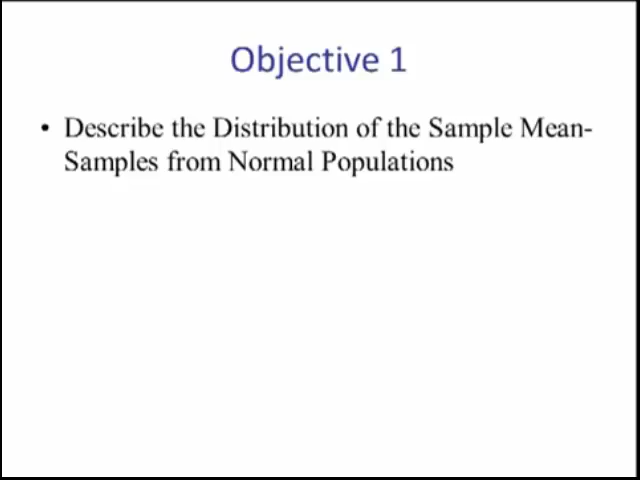 Objective 1
• Describe the Distribution of the Sample Mean-
Samples from Normal Populations